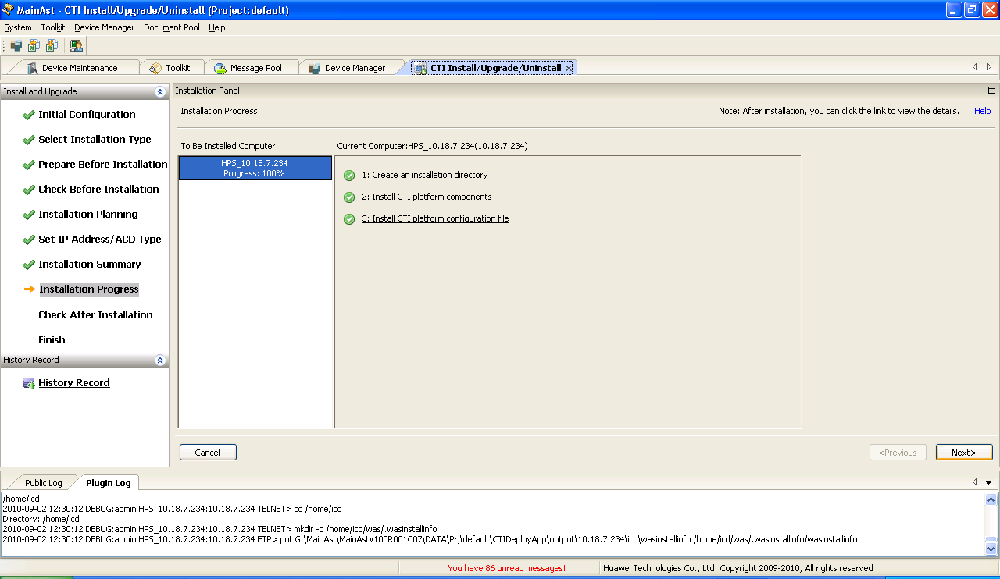 MainAst - CTI Install/Upgrade/Uninstall (Project:default)
System Toolkit Device Manager Document Pool Help
Device Maintenance Toolkit Message Pool Device Manager CTI Install/Upgrade/Uninstall
Install and Upgrade
Initial Configuration
Select Installation Type
Prepare Before Installation
Check Before Installation
Installation Planning
Set IP Address/ACD Type
Installation Summary
Installation Progress
Check After Installation
Finish
History Record
History Record
Installation Panel
Installation Progress
Note: After installation, you can click the link to view the details. Help
To Be Installed Computer:
HPS_10.18.7.234
Progress: 100%
Current Computer:HPS_10.18.7.234(10.18.7.234)
1: Create an installation directory
2: Install CTI platform components
3: Install CTI platform configuration file
Cancel <Previous Next>
Public Log Plugin Log
/home/icd
2010-09-02 12:30:12 DEBUG:admin HPS_10.18.7.234:10.18.7.234 TELNET> cd /home/icd
Directory: /home/icd
2010-09-02 12:30:12 DEBUG:admin HPS_10.18.7.234:10.18.7.234 TELNET> mkdir -p /home/icd/was/.wasinstallinfo
2010-09-02 12:30:12 DEBUG:admin HPS_10.18.7.234:10.18.7.234 FTP> put G:\MainAst\MainAstV100R001C07\DATA\Prj\default\CTIDeployApp\output\10.18.7.234\icd\wasinstallinfo /home/icd/was/.wasinstallinfo/wasinstallinfo
You have 86 unread messages! Huawei Technologies Co., Ltd. Copyright 2009-2010, All rights reserved